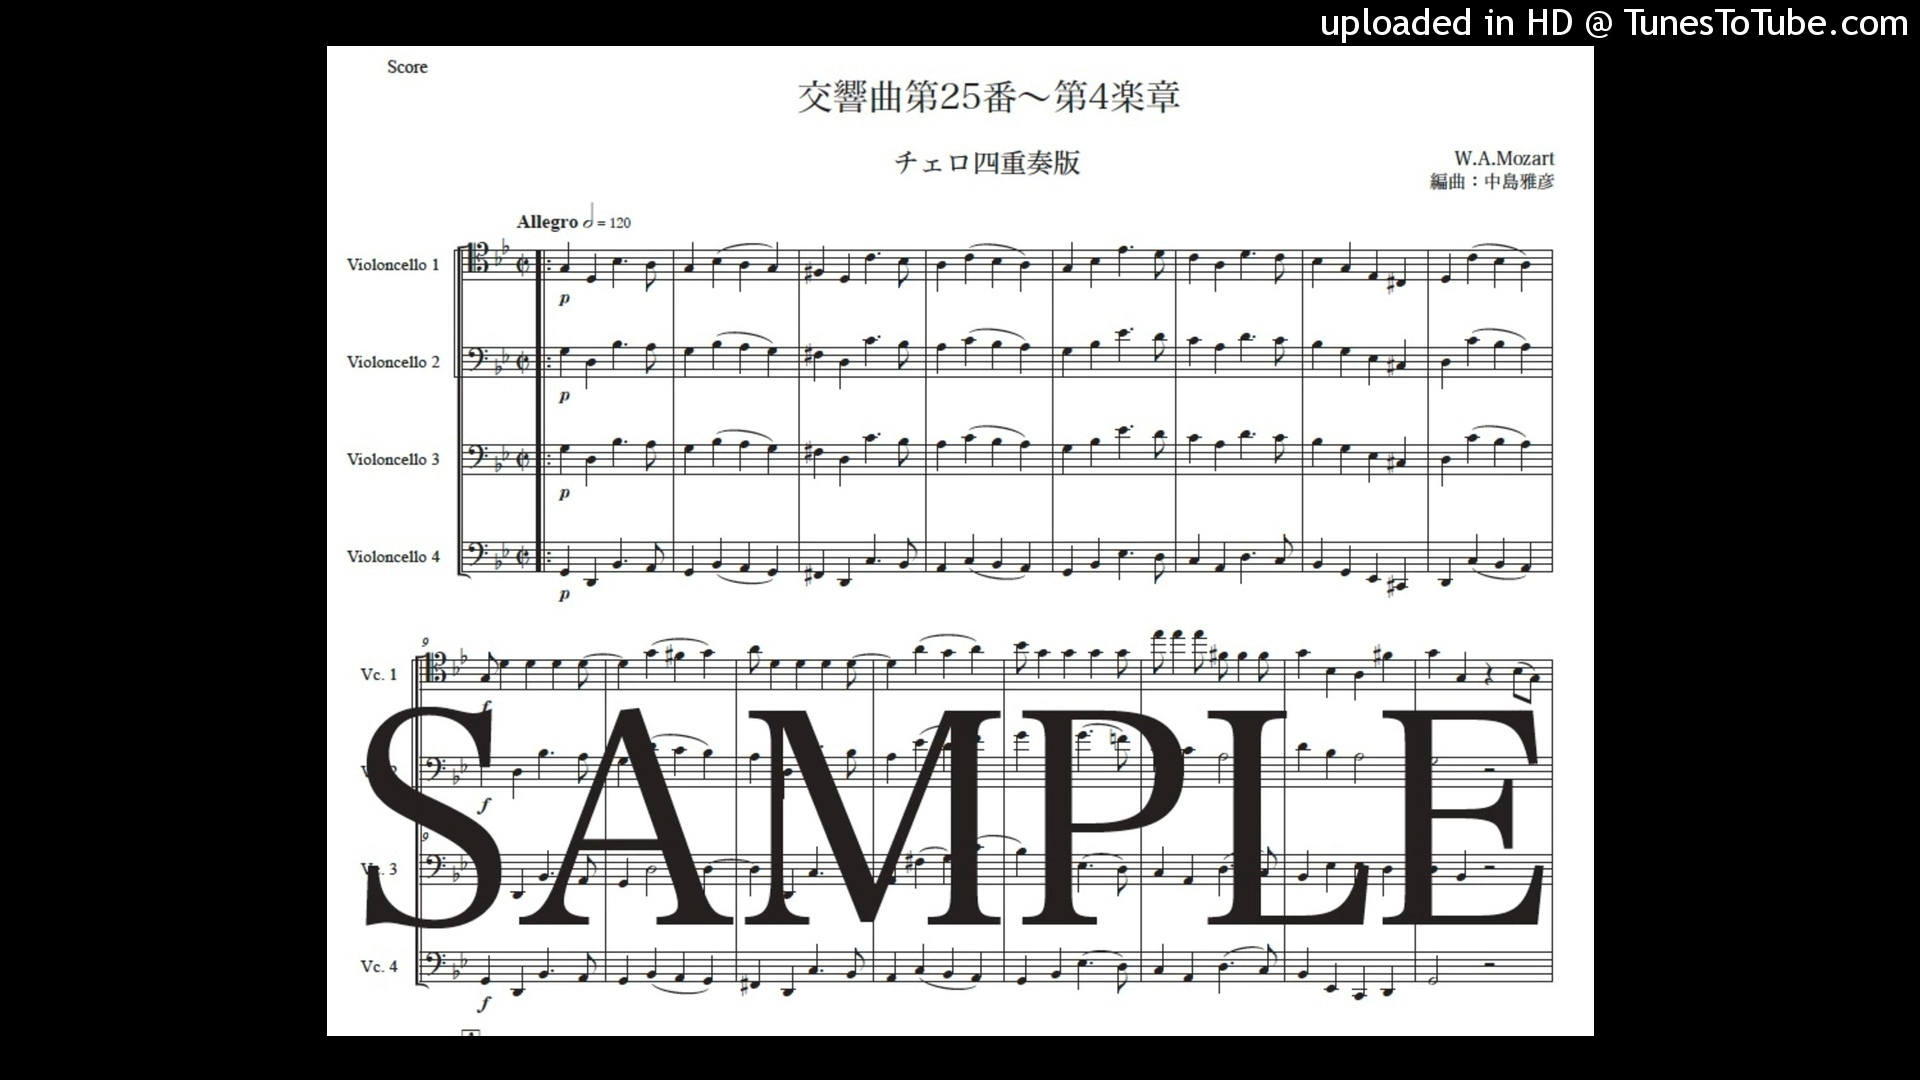 uploaded in HD @ TunesToTube.com
Score
交響曲第25番〜第4楽章
チェロ四重奏版
W.A.Mozart
編曲：中島雅彦
Allegro 𝅗𝅥 = 120
Violoncello 1
p
Violoncello 2
p
Violoncello 3
p
Violoncello 4
p
9
Vc. 1
f
f
9
Vc. 3
Vc. 4
f
SAMPLE